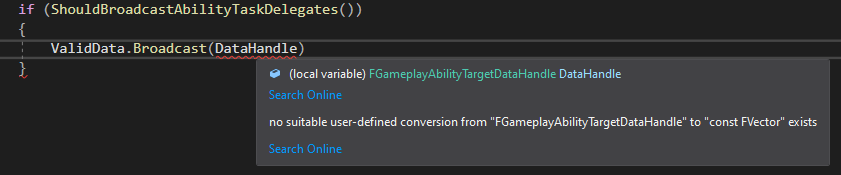 if (ShouldBroadcastAbilityTaskDelegates())
{
ValidData.Broadcast(DataHandle)
}
(local variable) FGameplayAbilityTargetDataHandle DataHandle
Search Online
no suitable user-defined conversion from "FGameplayAbilityTargetDataHandle" to "const FVector" exists
Search Online